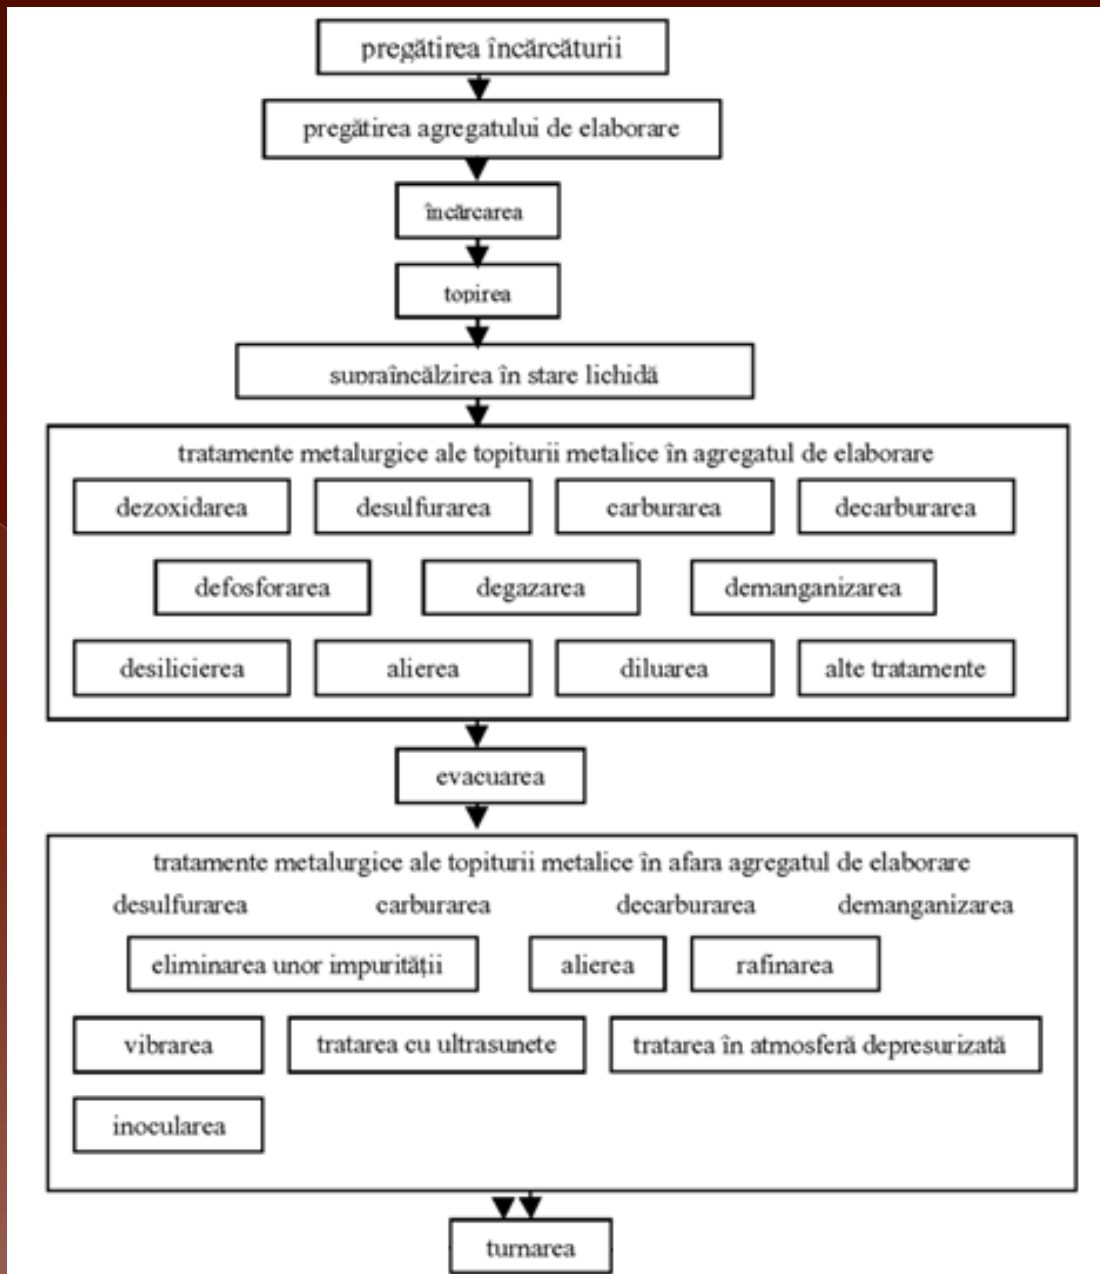 pregătirea încărcăturii
pregătirea agregatului de elaborare
încărcarea
topirea
supraîncălzirea în stare lichidă
tratamente metalurgice ale topiturii metalice în agregatul de elaborare
dezoxidarea desulfurarea carburarea decarburarea
defosforarea degazarea demanganizarea
desilicierea alierea diluarea alte tratamente
evacuarea
tratamente metalurgice ale topiturii metalice în afara agregatul de elaborare
desulfurarea carburarea decarburarea demanganizarea
eliminarea unor impurității alierea rafinarea
vibrarea tratarea cu ultrasunete tratarea în atmosferă depresurizată
inocularea
turnarea